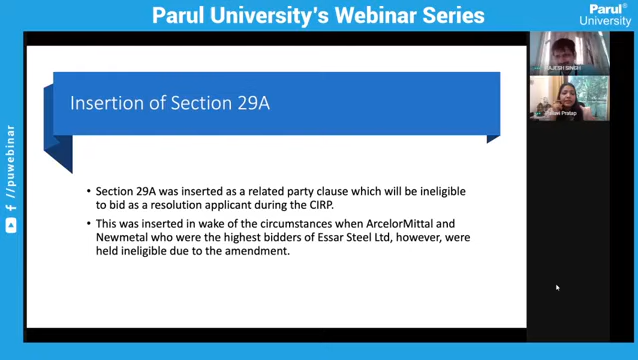 Parul University's Webinar Series
Parul®
University
RAJESH SINGH
Pratap
Insertion of Section 29A
• Section 29A was inserted as a related party clause which will be ineligible
to bid as a resolution applicant during the CIRP.
• This was inserted in wake of the circumstances when ArcelorMittal and
Newmetal who were the highest bidders of Essar Steel Ltd, however, were
held ineligible due to the amendment.
//puwebinar